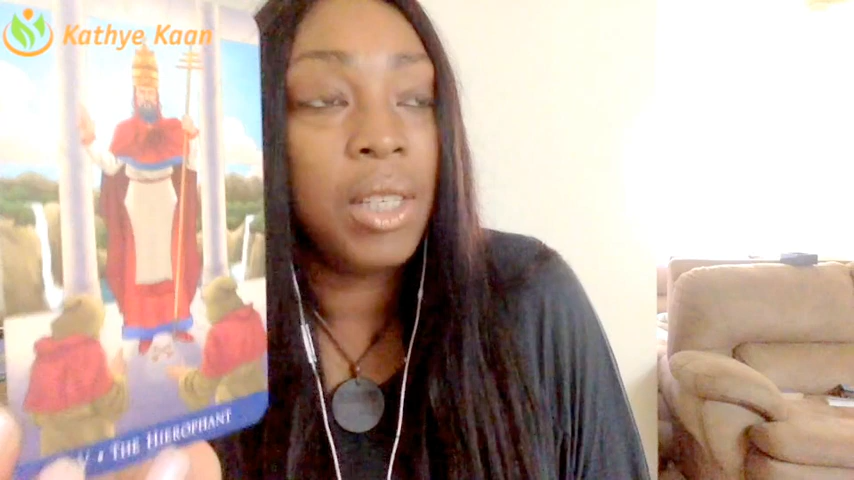 Kathye Kaan
V • THE HIEROPHANT